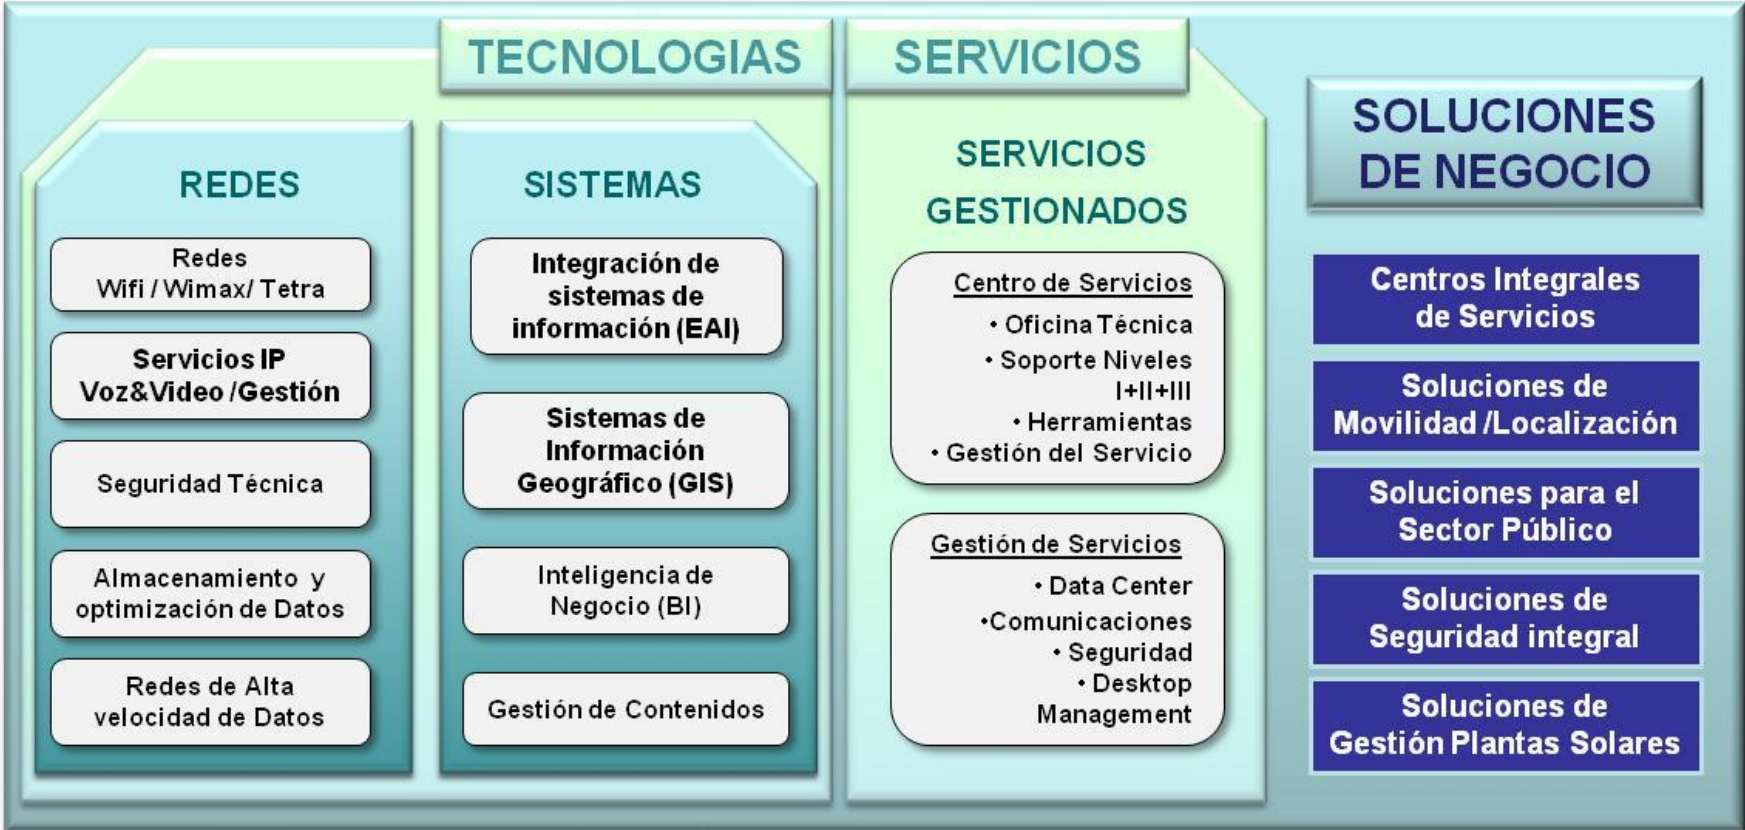 TECNOLOGIAS
SERVICIOS
REDES
Redes
Wifi / Wimax/ Tetra
Servicios IP
Voz&Video /Gestión
Seguridad Técnica
Almacenamiento y
optimización de Datos
Redes de Alta
velocidad de Datos
SISTEMAS
Integración de
sistemas de
información (EAI)
Sistemas de
Información
Geográfico (GIS)
Inteligencia de
Negocio (BI)
Gestión de Contenidos
SERVICIOS
GESTIONADOS
Centro de Servicios
• Oficina Técnica
• Soporte Niveles
I+II+III
• Herramientas
• Gestión del Servicio
Gestión de Servicios
• Data Center
•Comunicaciones
• Seguridad
• Desktop
Management
SOLUCIONES
DE NEGOCIO
Centros Integrales
de Servicios
Soluciones de
Movilidad /Localización
Soluciones para el
Sector Público
Soluciones de
Seguridad integral
Soluciones de
Gestión Plantas Solares